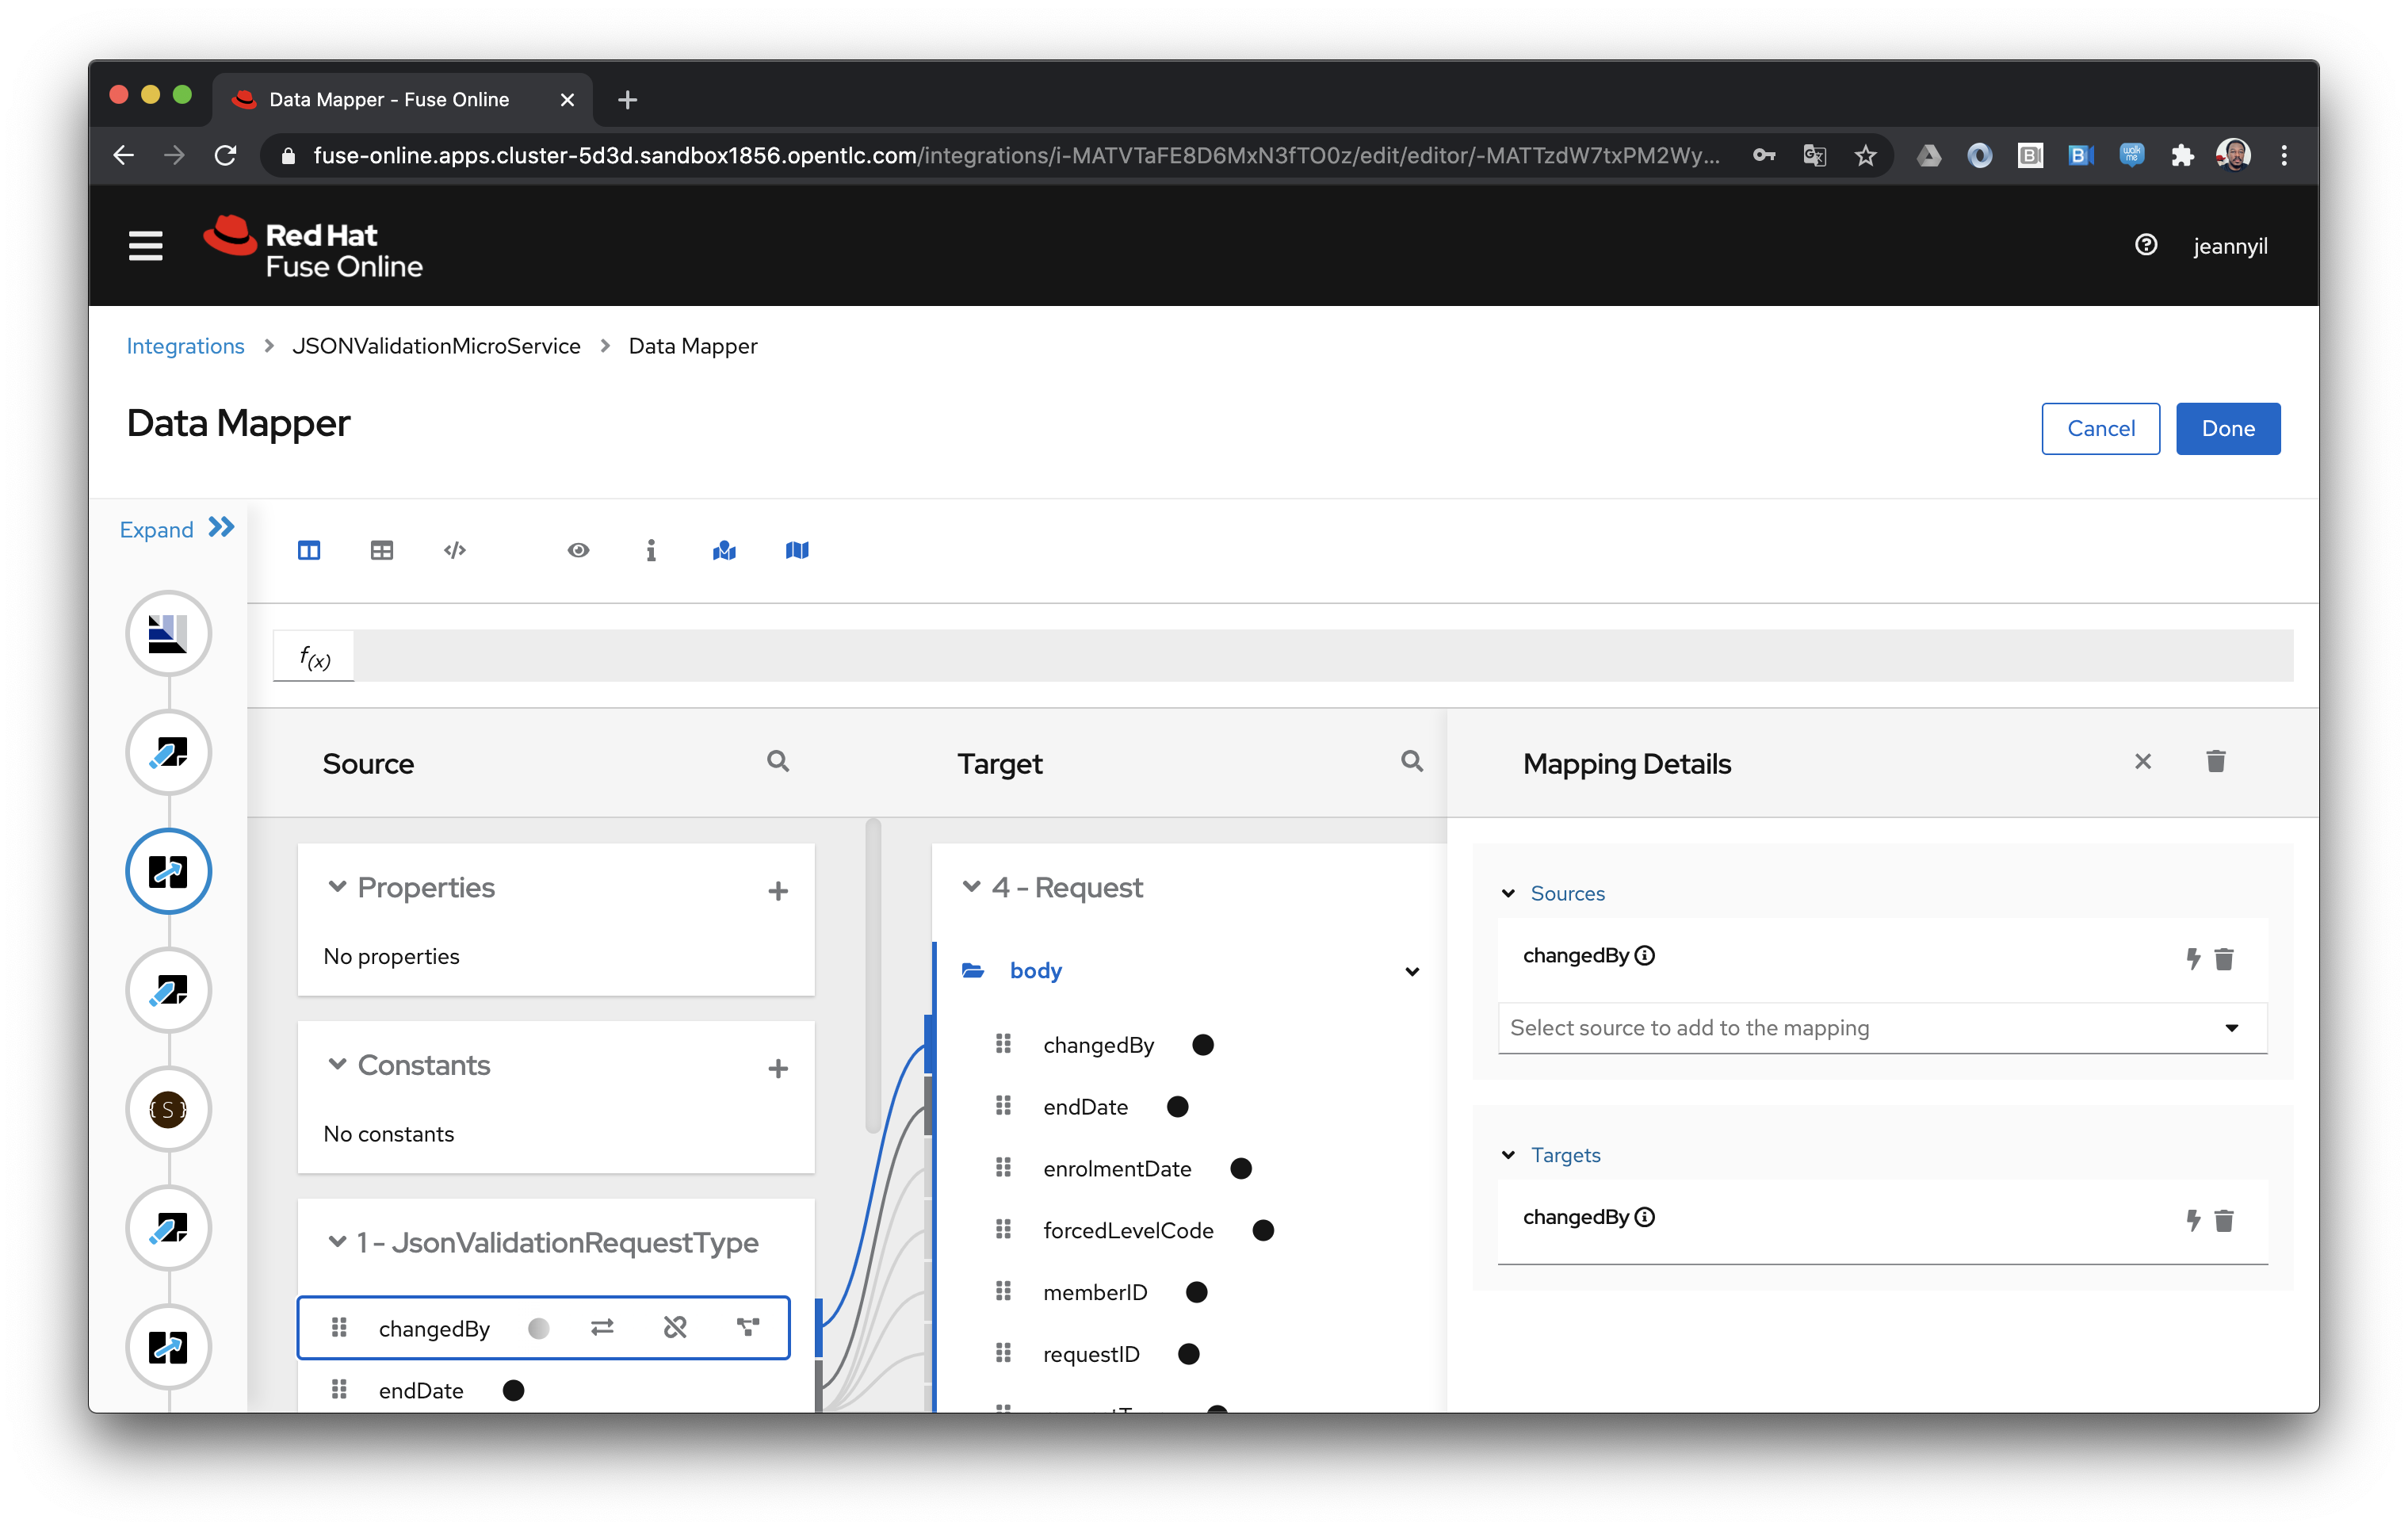 Data Mapper - Fuse Online
fuse-online.apps.cluster-5d3d.sandbox1856.opentlc.com/integrations/i-MATVTaFE8D6MxN3fTO0z/edit/editor/-MATTzdW7txPM2Wy...
walk me
Red Hat
Fuse Online
jeannyil
Integrations > JSONValidationMicroService > Data Mapper
Data Mapper
Cancel
Done
Expand
f(x)
Source
Target
Mapping Details
Properties
No properties
Constants
No constants
1 - JsonValidationRequestType
changedBy
endDate
4 - Request
body
changedBy
endDate
enrolmentDate
forcedLevelCode
memberID
requestID
Sources
changedBy
Select source to add to the mapping
Targets
changedBy